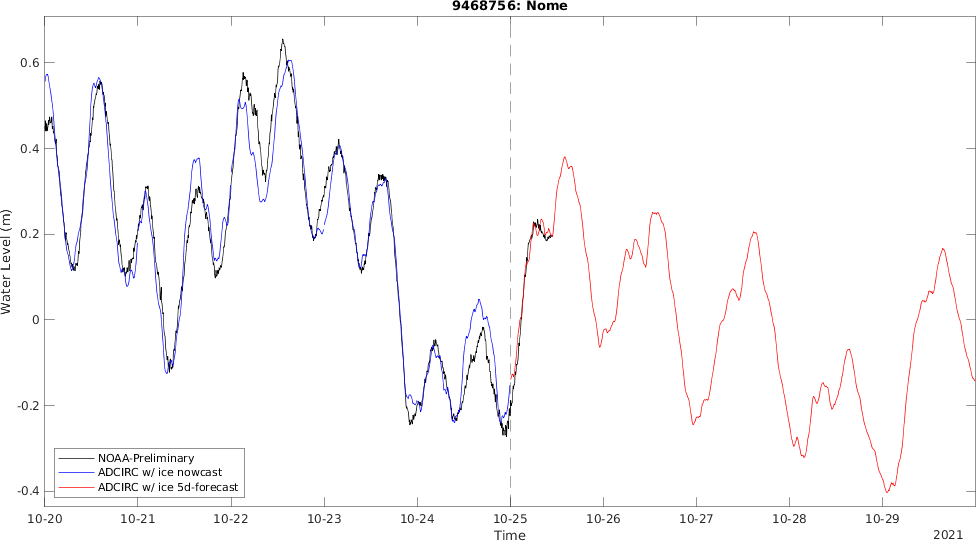 9468756: Nome
Water Level (m)
0.6
0.4
0.2
0
-0.2
-0.4
NOAA-Preliminary
ADCIRC w/ ice nowcast
ADCIRC w/ ice 5d-forecast
10-20 10-21 10-22 10-23 10-24 10-25 10-26 10-27 10-28 10-29
Time
2021